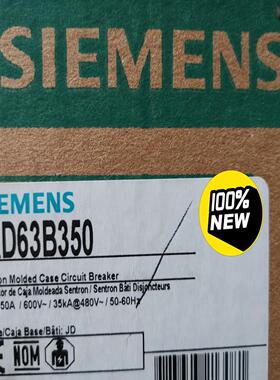 SIEMENS
100%
NEW
IEMENS
D63B350
on Molded Case Circuit Breaker
tor de Caja Moldeada Sentron / Sentron Bâti Disjoncteurs
50A / 600V~ / 35kA@480V~ / 50-60Hz
e/Caja Base/Bâti: JD
NOM